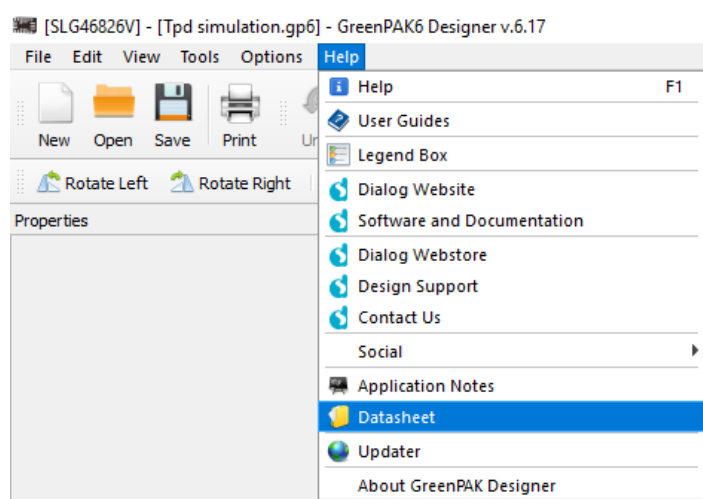 [SLG46826V] - [Tpd simulation.gp6] - GreenPAK6 Designer v.6.17
File Edit View Tools Options Help
New Open Save Print
Rotate Left Rotate Right
Properties
Help F1
User Guides
Legend Box
Dialog Website
Software and Documentation
Dialog Webstore
Design Support
Contact Us
Social
Application Notes
Datasheet
Updater
About GreenPAK Designer